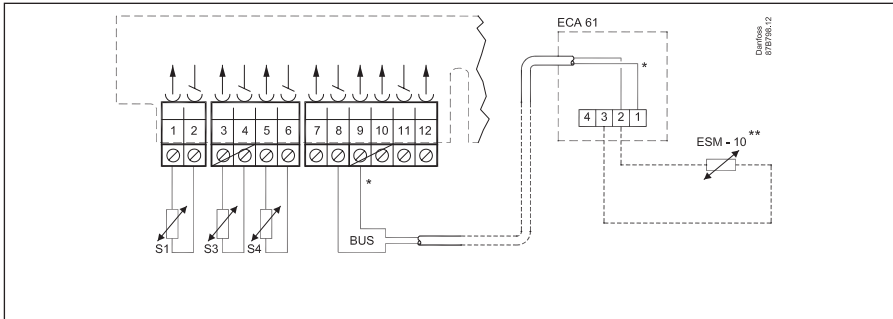 ECA 61
Danfoss
87B798.12
*
4 3 2 1
ESM - 10 **
1 2 3 4 5 6 7 8 9 10 11 12
*
S1 S3 S4 BUS